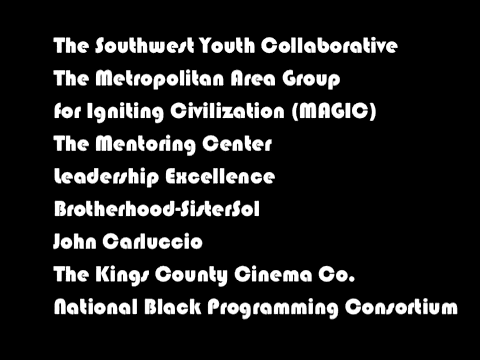 The Southwest Youth Collaborative
The Metropolitan Area Group
for Igniting Civilization (MAGIC)
The Mentoring Center
Leadership Excellence
Brotherhood-SisterSol
John Carluccio
The Kings County Cinema Co.
National Black Programming Consortium